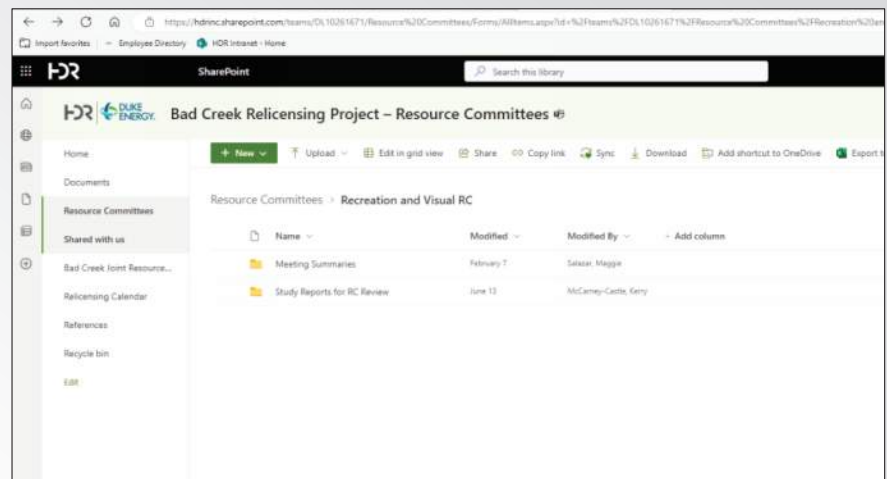 https://hdrinc.sharepoint.com/teams/DL10261671/Resource%20Committees/Forms/AllItems.aspx?id=%2Fteams%2FDL10261671%2FResource%20Committees%2FRecreation%20an
Import favorites Employee Directory HDR Intranet - Home
HDR SharePoint Search this library
HDR DUKE ENERGY. Bad Creek Relicensing Project – Resource Committees
Home + New Upload Edit in grid view Share Copy link Sync Download Add shortcut to OneDrive Export t
Documents
Resource Committees > Recreation and Visual RC
Resource Committees
Shared with us Name Modified Modified By + Add column
Bad Creek Joint Resource... Meeting Summaries February 7 Salazar, Maggie
Relicensing Calendar Study Reports for RC Review June 13 McCarney-Castle, Kerry
References
Recycle bin
Edit